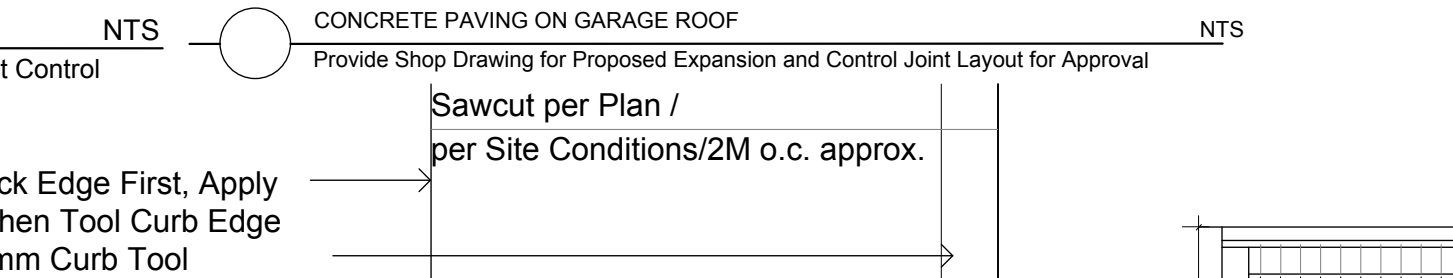 NTS
CONCRETE PAVING ON GARAGE ROOF
NTS
t Control
Provide Shop Drawing for Proposed Expansion and Control Joint Layout for Approval
Sawcut per Plan /
per Site Conditions/2M o.c. approx.
ck Edge First, Apply
hen Tool Curb Edge
mm Curb Tool